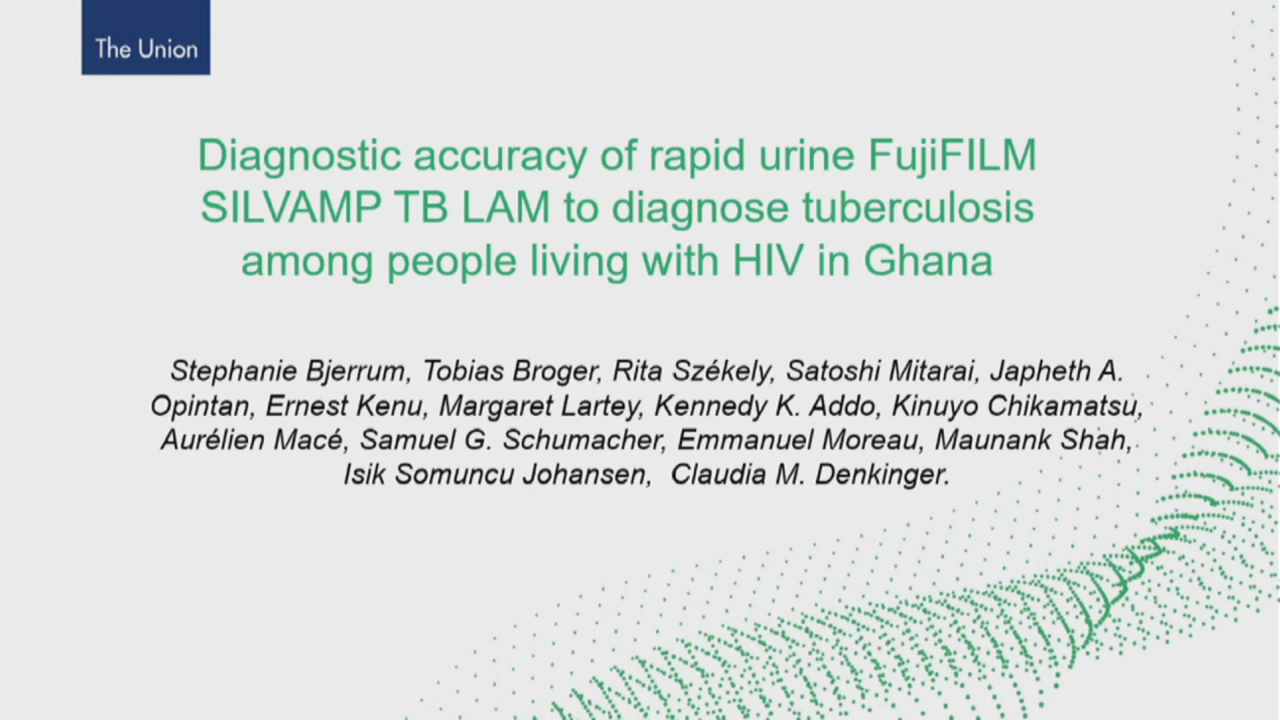 The Union
Diagnostic accuracy of rapid urine FujiFILM
SILVAMP TB LAM to diagnose tuberculosis
among people living with HIV in Ghana
Stephanie Bjerrum, Tobias Broger, Rita Székely, Satoshi Mitarai, Japheth A.
Opintan, Ernest Kenu, Margaret Lartey, Kennedy K. Addo, Kinuyo Chikamatsu,
Aurélien Macé, Samuel G. Schumacher, Emmanuel Moreau, Maunank Shah,
Isik Somuncu Johansen, Claudia M. Denkinger.